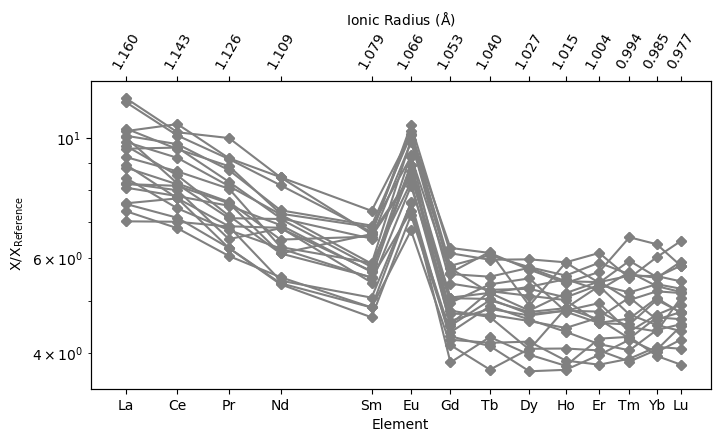 Ionic Radius (Å)
1.160 1.143 1.126 1.109 1.079 1.066 1.053 1.040 1.027 1.015 1.004 0.994 0.985 0.977
X/X_Reference
10¹
6 × 10⁰
4 × 10⁰
La Ce Pr Nd Sm Eu Gd Tb Dy Ho Er Tm Yb Lu
Element